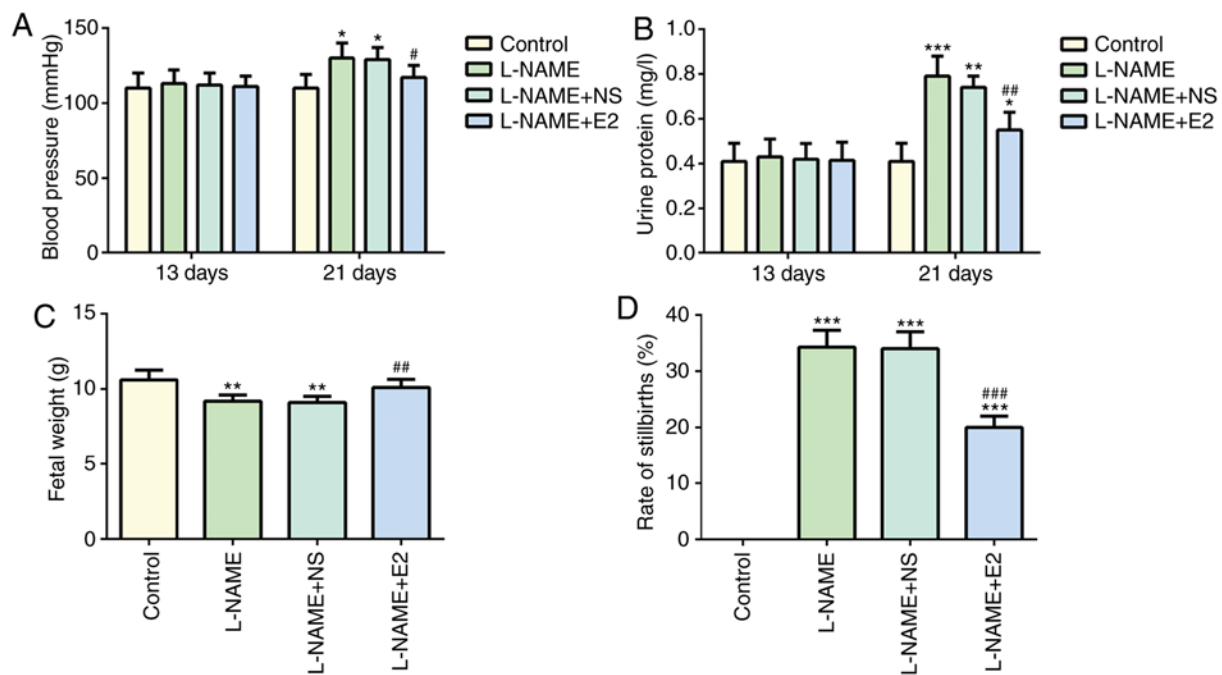 A
Blood pressure (mmHg)
150
100
50
0
*
*
#
13 days
21 days
Control
L-NAME
L-NAME+NS
L-NAME+E2
B
Urine protein (mg/l)
1.0
0.8
0.6
0.4
0.2
0.0
***
**
##
*
13 days
21 days
Control
L-NAME
L-NAME+NS
L-NAME+E2
C
Fetal weight (g)
15
10
5
0
**
**
##
Control
L-NAME
L-NAME+NS
L-NAME+E2
D
Rate of stillbirths (%)
40
30
20
10
0
***
***
###
***
Control
L-NAME
L-NAME+NS
L-NAME+E2